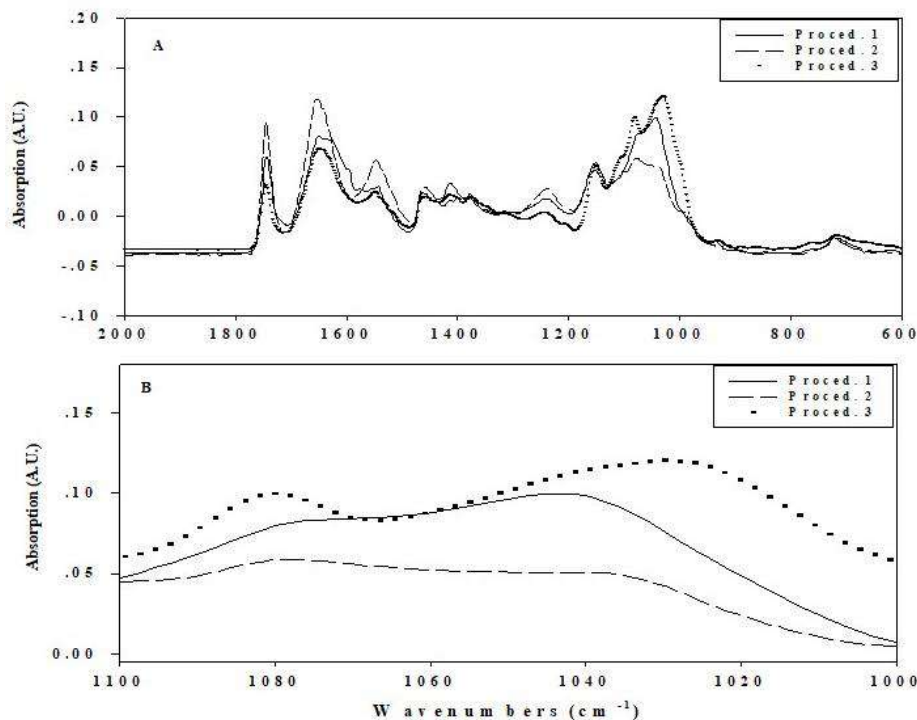 .20
.15
.10
.05
0.00
-.05
-.10
Absorption (A.U.)
A
Proced.1
Proced.2
Proced.3
2000 1800 1600 1400 1200 1000 800 600
.15
.10
.05
0.00
Absorption (A.U.)
B
Proced.1
Proced.2
Proced.3
1100 1080 1060 1040 1020 1000
Wavenumbers (cm⁻¹)